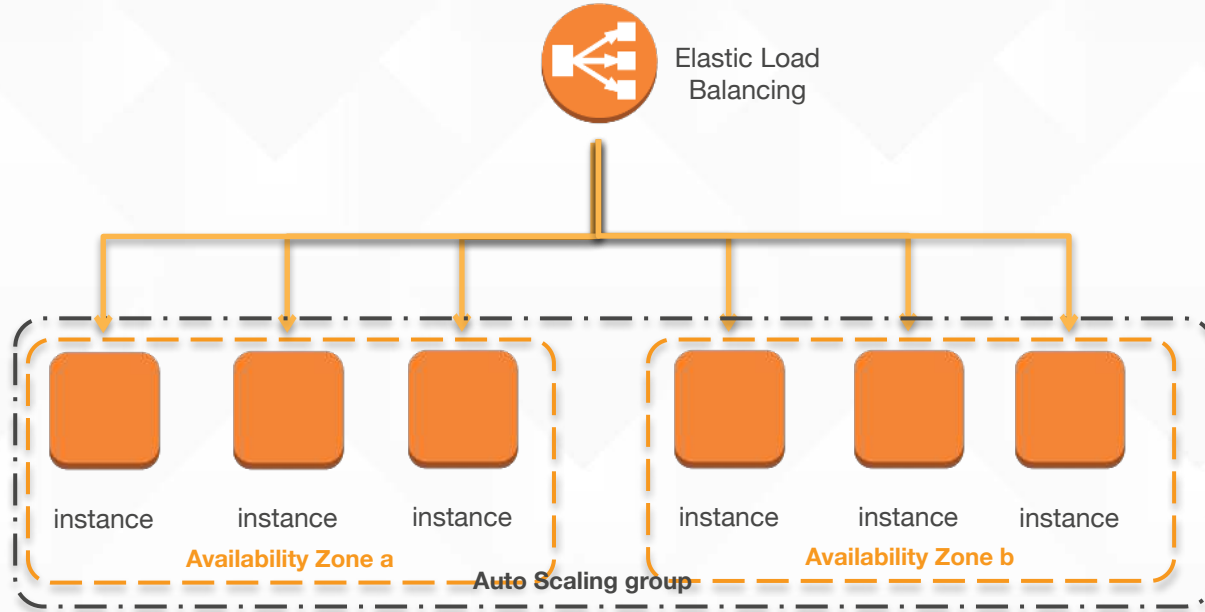 Elastic Load
Balancing
instance
instance
instance
instance
instance
instance
Availability Zone a
Availability Zone b
Auto Scaling group